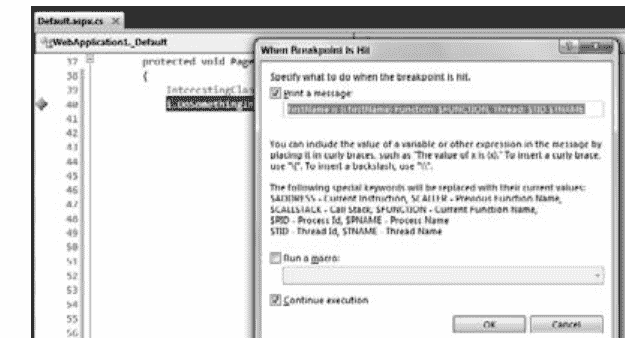 Default.aspx.cs
WebApplication1._Default
When Breakpoint Is Hit
37 protected void Page
38 {
39 InterestingClas
40
41
42
43
44
45
46
47
48
49
50
51
52
53
54
55
56
Specify what to do when the breakpoint is hit.
Print a message:
firstName is {firstName} Function: $FUNCTION, Thread: $TID $TNAME
You can include the value of a variable or other expression in the message by
placing it in curly braces, such as "The value of x is {x}." To insert a curly brace,
use "\{". To insert a backslash, use "\\".
The following special keywords will be replaced with their current values:
$ADDRESS - Current Instruction, $CALLER - Previous Function Name,
$CALLSTACK - Call Stack, $FUNCTION - Current Function Name,
$PID - Process Id, $PNAME - Process Name
$TID - Thread Id, $TNAME - Thread Name
Run a macro:
Continue execution
OK
Cancel